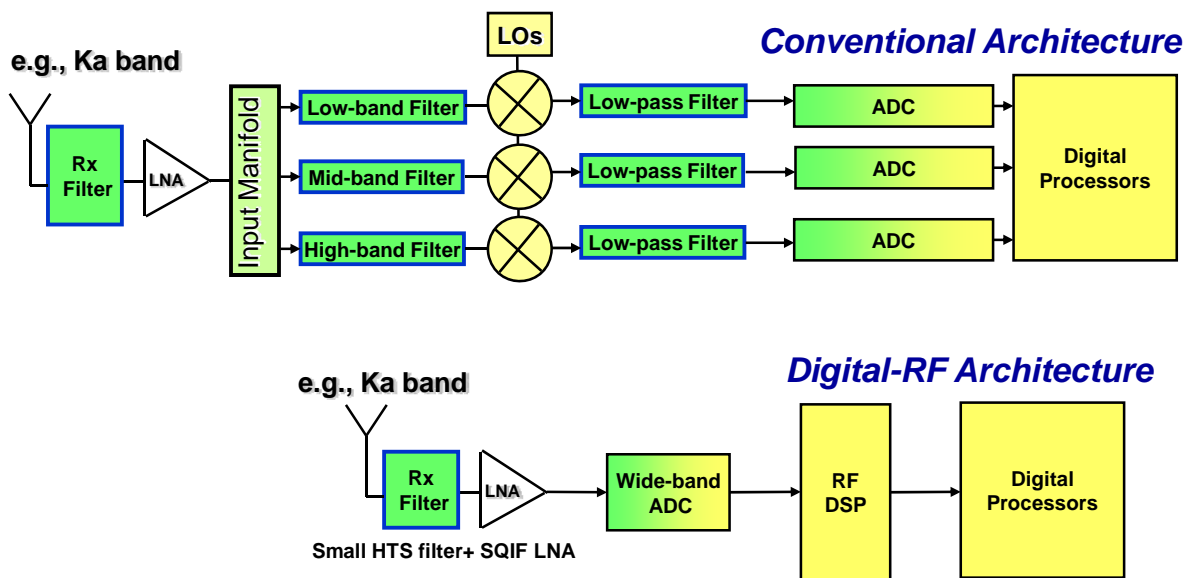 LOs
Conventional Architecture
e.g., Ka band
Rx
Filter
LNA
Input Manifold
Low-band Filter
Low-pass Filter
ADC
Mid-band Filter
Low-pass Filter
ADC
High-band Filter
Low-pass Filter
ADC
Digital
Processors
Digital-RF Architecture
e.g., Ka band
Rx
Filter
LNA
Wide-band
ADC
RF
DSP
Digital
Processors
Small HTS filter+ SQIF LNA